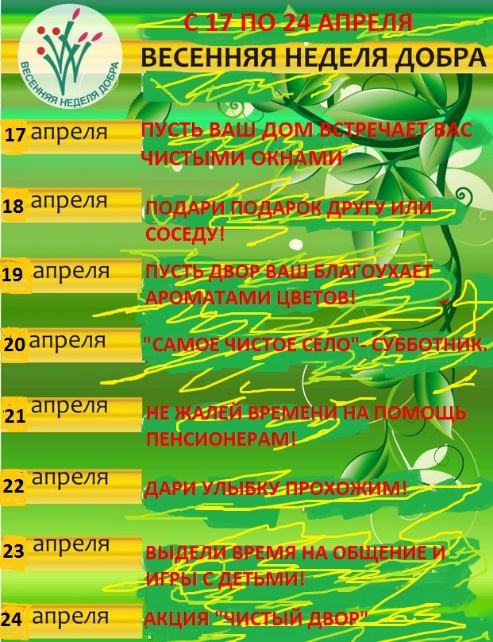 С 17 ПО 24 АПРЕЛЯ
ВЕСЕННЯЯ НЕДЕЛЯ ДОБРА
ВЕСЕННЯЯ НЕДЕЛЯ ДОБРА
17 апреля
ПУСТЬ ВАШ ДОМ ВСТРЕЧАЕТ ВАС
ЧИСТЫМИ ОКНАМИ
18 апреля
ПОДАРИ ПОДАРОК ДРУГУ ИЛИ
СОСЕДУ!
19 апреля
ПУСТЬ ДВОР ВАШ БЛАГОУХАЕТ
АРОМАТАМИ ЦВЕТОВ!
20 апреля
"САМОЕ ЧИСТОЕ СЕЛО"- СУББОТНИК.
21 апреля
НЕ ЖАЛЕЙ ВРЕМЕНИ НА ПОМОЩЬ
ПЕНСИОНЕРАМ!
22 апреля
ДАРИ УЛЫБКУ ПРОХОЖИМ!
23 апреля
ВЫДЕЛИ ВРЕМЯ НА ОБЩЕНИЕ И
ИГРЫ С ДЕТЬМИ!
24 апреля
АКЦИЯ "ЧИСТЫЙ ДВОР"